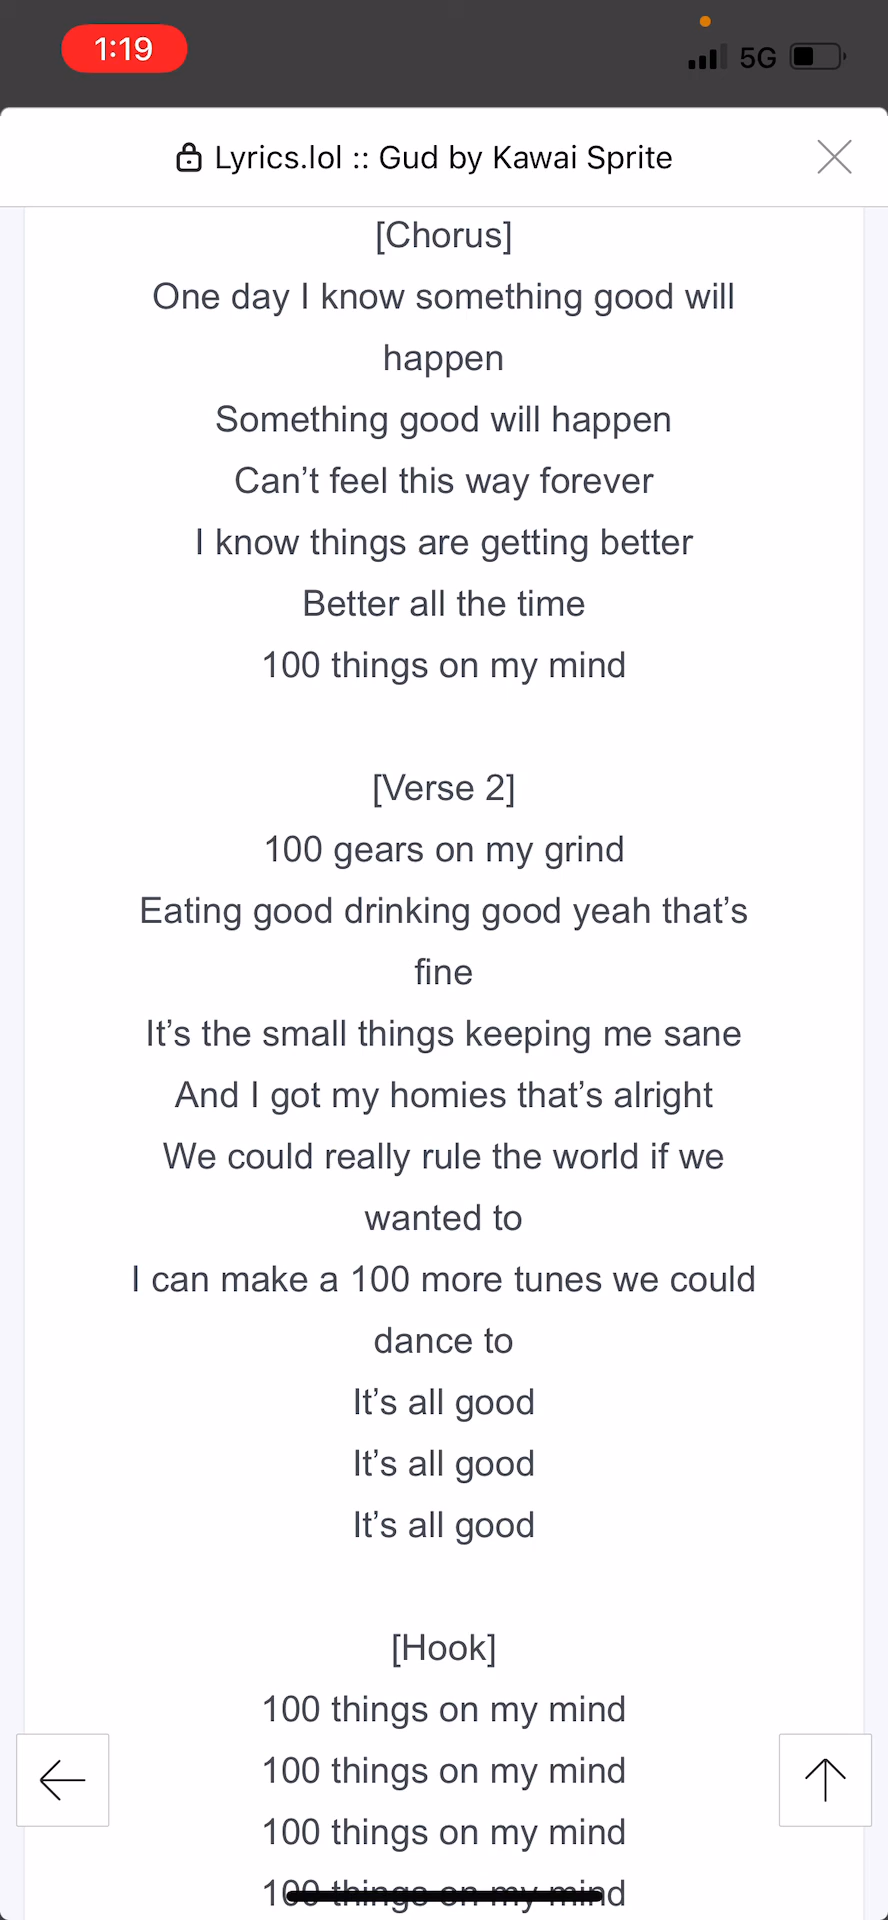 1:19
5G
Lyrics.lol :: Gud by Kawai Sprite
[Chorus]
One day I know something good will
happen
Something good will happen
Can’t feel this way forever
I know things are getting better
Better all the time
100 things on my mind
[Verse 2]
100 gears on my grind
Eating good drinking good yeah that’s
fine
It’s the small things keeping me sane
And I got my homies that’s alright
We could really rule the world if we
wanted to
I can make a 100 more tunes we could
dance to
It’s all good
It’s all good
It’s all good
[Hook]
100 things on my mind
100 things on my mind
100 things on my mind
100 things on my mind